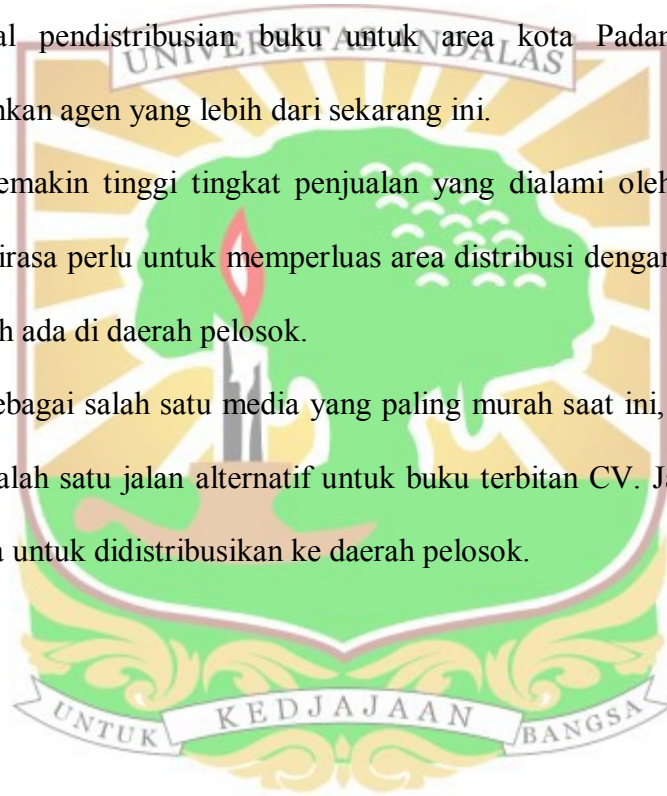 al pendistribusian buku untuk area kota Padan
UNIVERSITAS ANDALAS
nkan agen yang lebih dari sekarang ini.
emakin tinggi tingkat penjualan yang dialami oleh
irasa perlu untuk memperluas area distribusi dengan
h ada di daerah pelosok.
ebagai salah satu media yang paling murah saat ini,
alah satu jalan alternatif untuk buku terbitan CV. Ja
a untuk didistribusikan ke daerah pelosok.
UNTUK KEDJAJAAN BANGSA